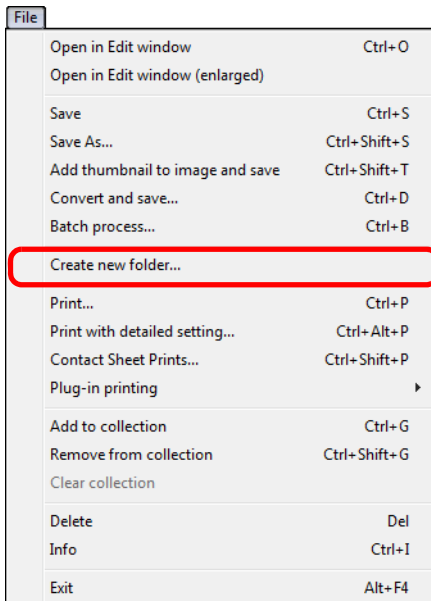 File
Open in Edit window Ctrl+O
Open in Edit window (enlarged)
Save Ctrl+S
Save As... Ctrl+Shift+S
Add thumbnail to image and save Ctrl+Shift+T
Convert and save... Ctrl+D
Batch process... Ctrl+B
Create new folder...
Print... Ctrl+P
Print with detailed setting... Ctrl+Alt+P
Contact Sheet Prints... Ctrl+Shift+P
Plug-in printing
Add to collection Ctrl+G
Remove from collection Ctrl+Shift+G
Clear collection
Delete Del
Info Ctrl+I
Exit Alt+F4